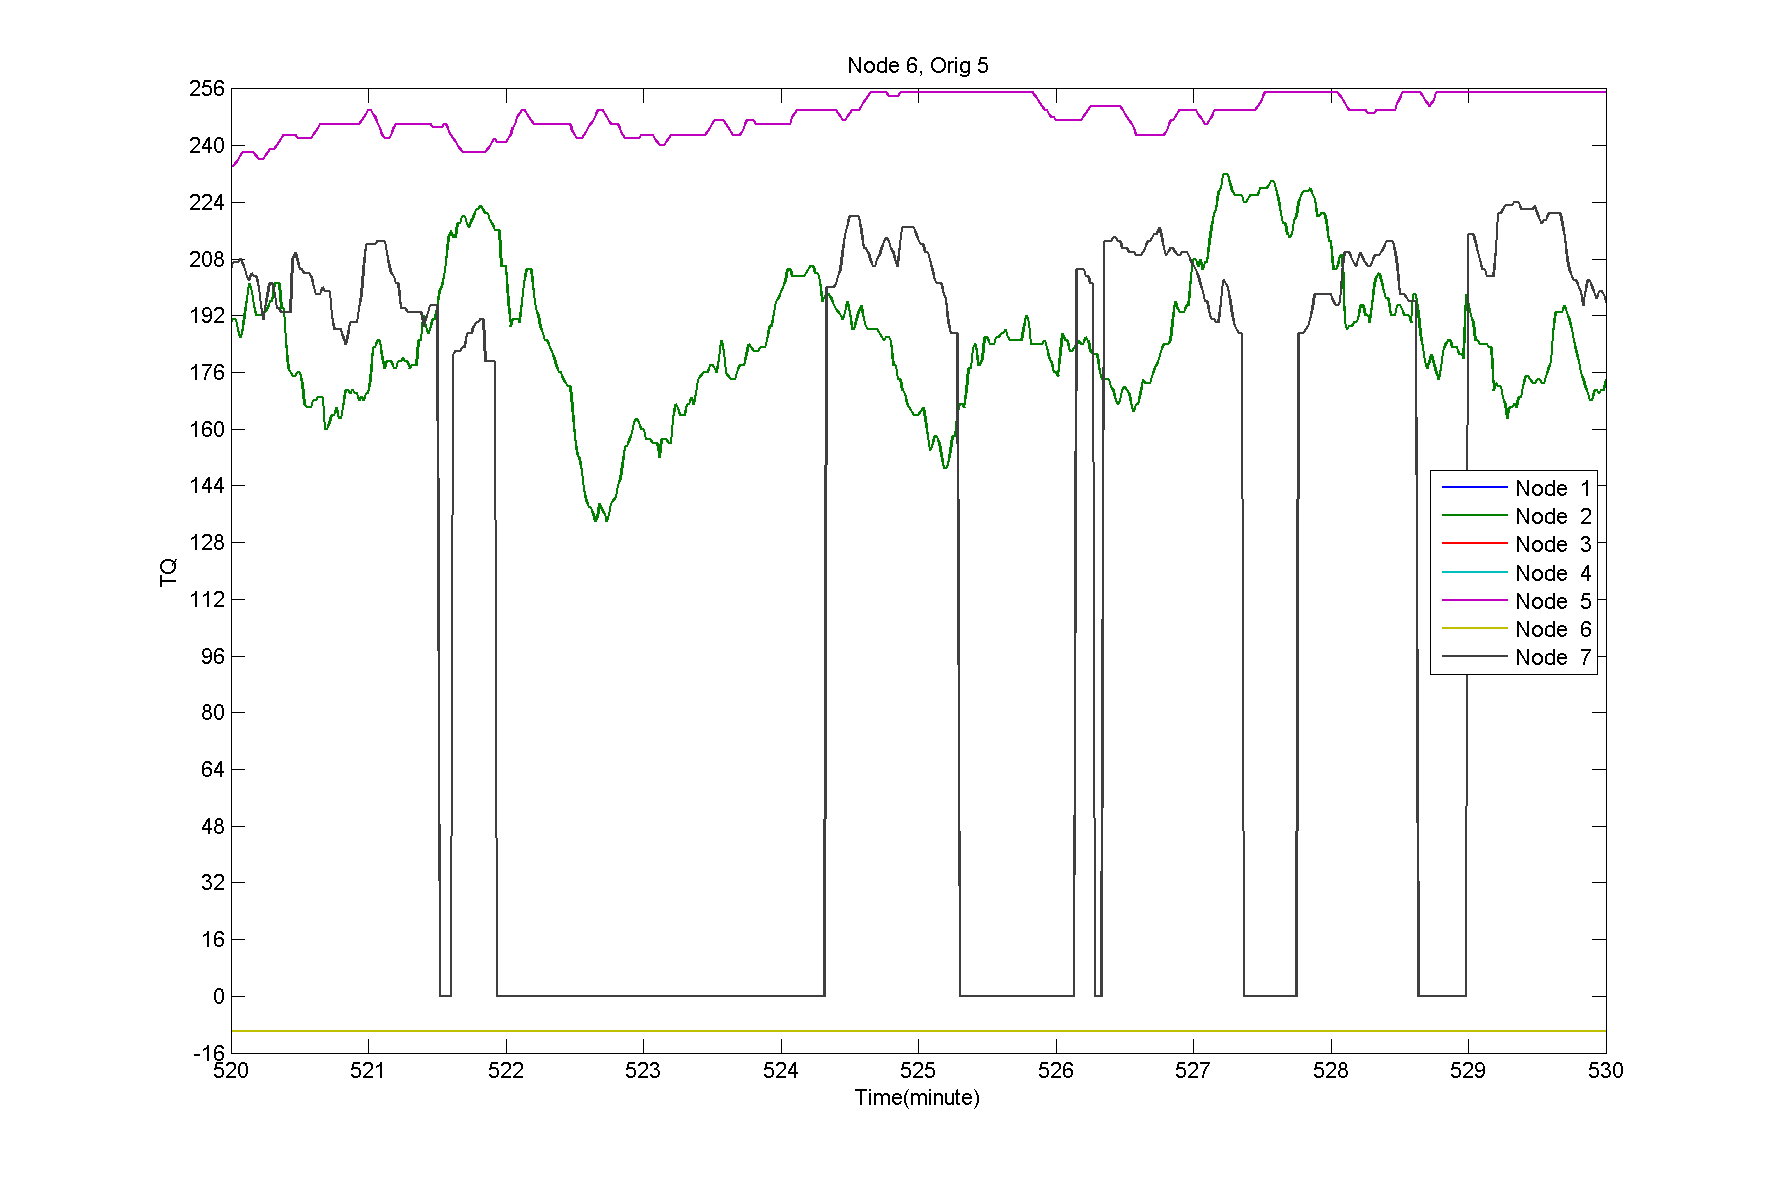 Node 6, Orig 5
256
240
224
208
192
176
160
144
128
112
96
80
64
48
32
16
0
-16
TQ
Node 1
Node 2
Node 3
Node 4
Node 5
Node 6
Node 7
520 521 522 523 524 525 526 527 528 529 530
Time(minute)